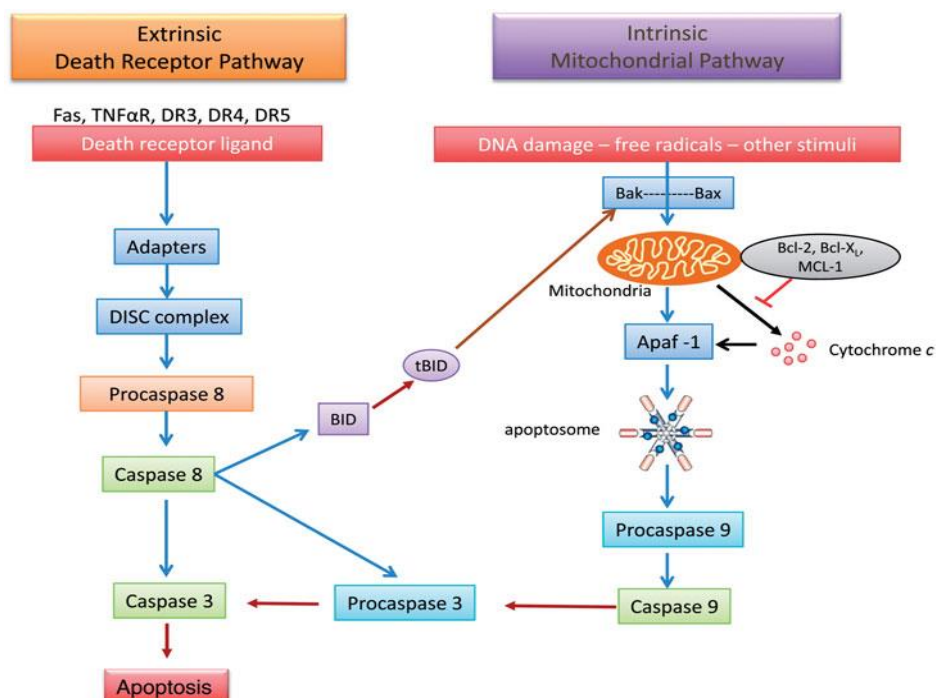 Extrinsic
Death Receptor Pathway
Intrinsic
Mitochondrial Pathway
Fas, TNFαR, DR3, DR4, DR5
Death receptor ligand
DNA damage – free radicals – other stimuli
Bak---------Bax
Adapters
Bcl-2, Bcl-X_L,
MCL-1
Mitochondria
DISC complex
Apaf -1
Cytochrome c
tBID
Procaspase 8
BID
apoptosome
Caspase 8
Procaspase 9
Caspase 3
Procaspase 3
Caspase 9
Apoptosis